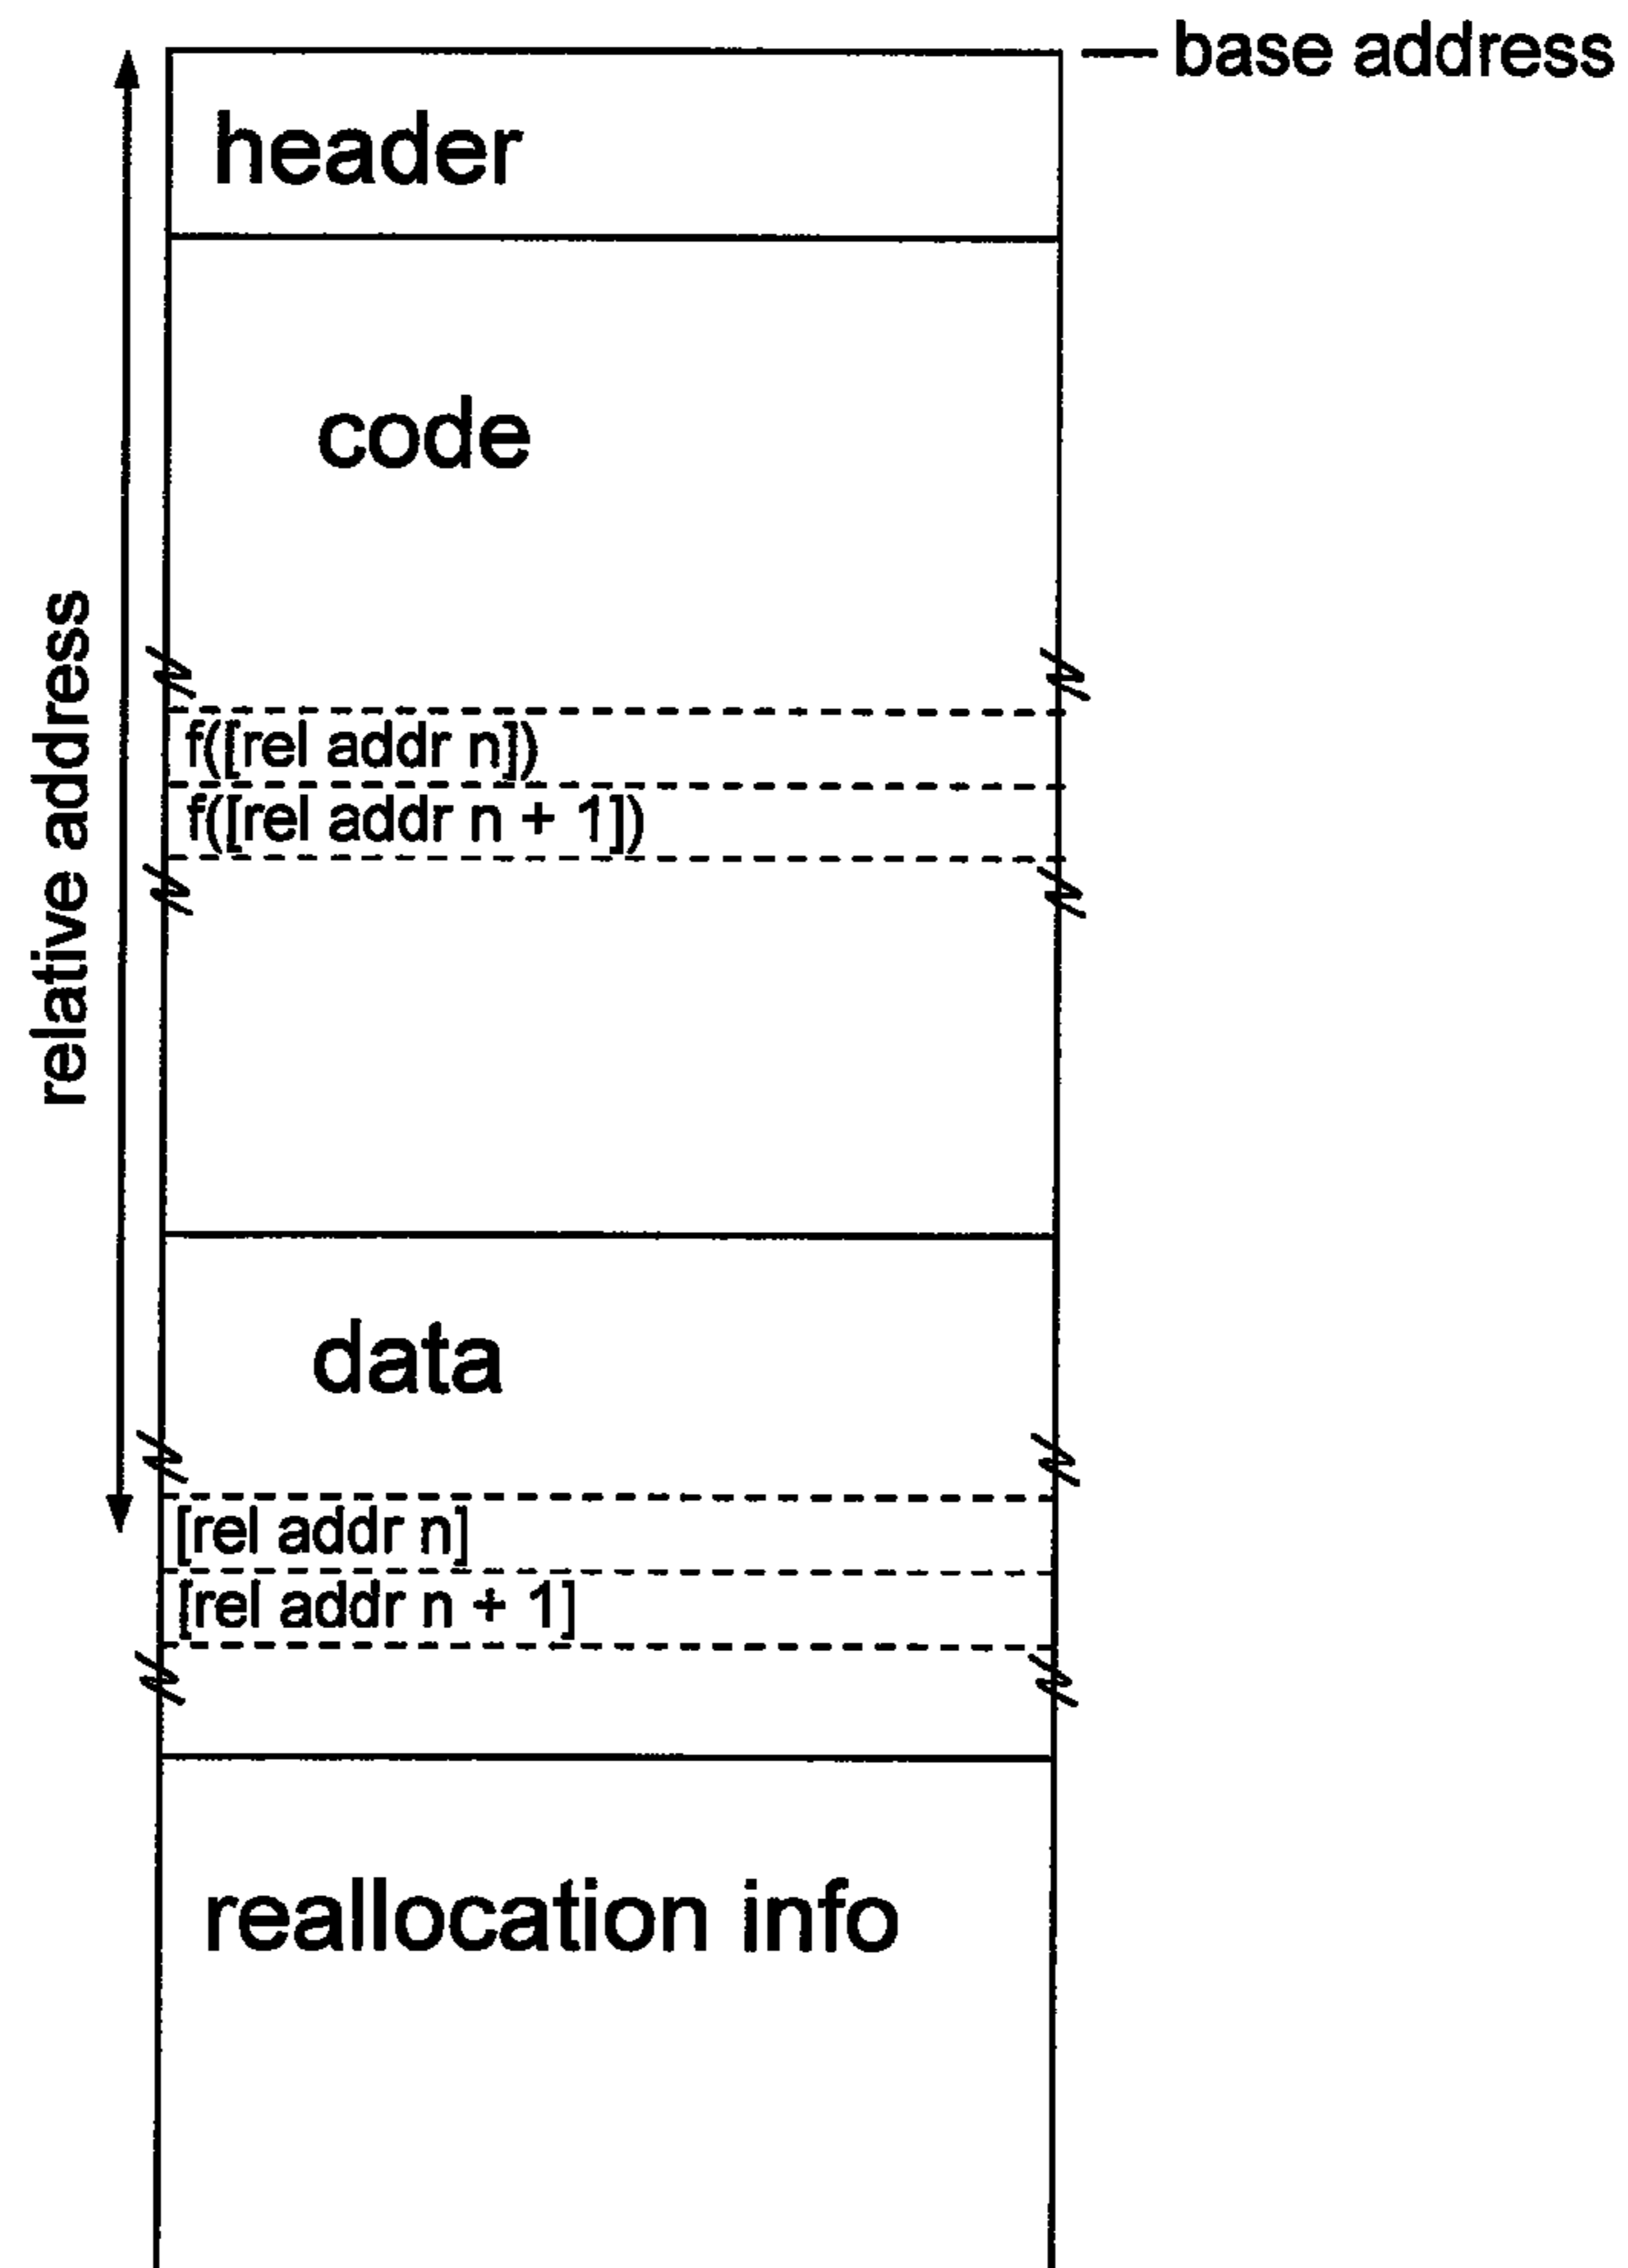 base address
header
code
relative address
f([rel addr n])
f([rel addr n + 1])
data
[rel addr n]
[rel addr n + 1]
reallocation info